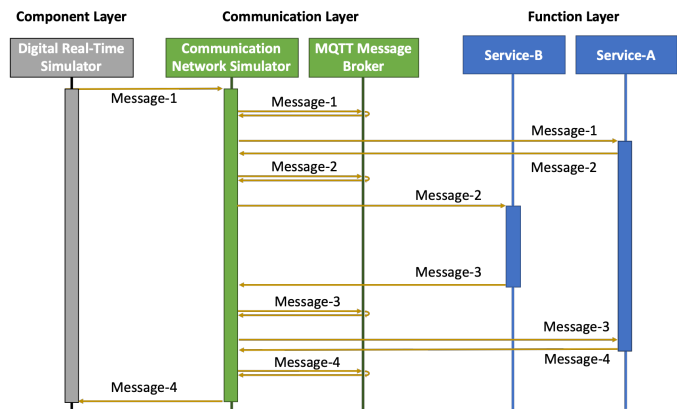 Component Layer
Communication Layer
Function Layer
Digital Real-Time
Simulator
Communication
Network Simulator
MQTT Message
Broker
Service-B
Service-A
Message-1
Message-1
Message-1
Message-2
Message-2
Message-2
Message-3
Message-3
Message-3
Message-4
Message-4
Message-4